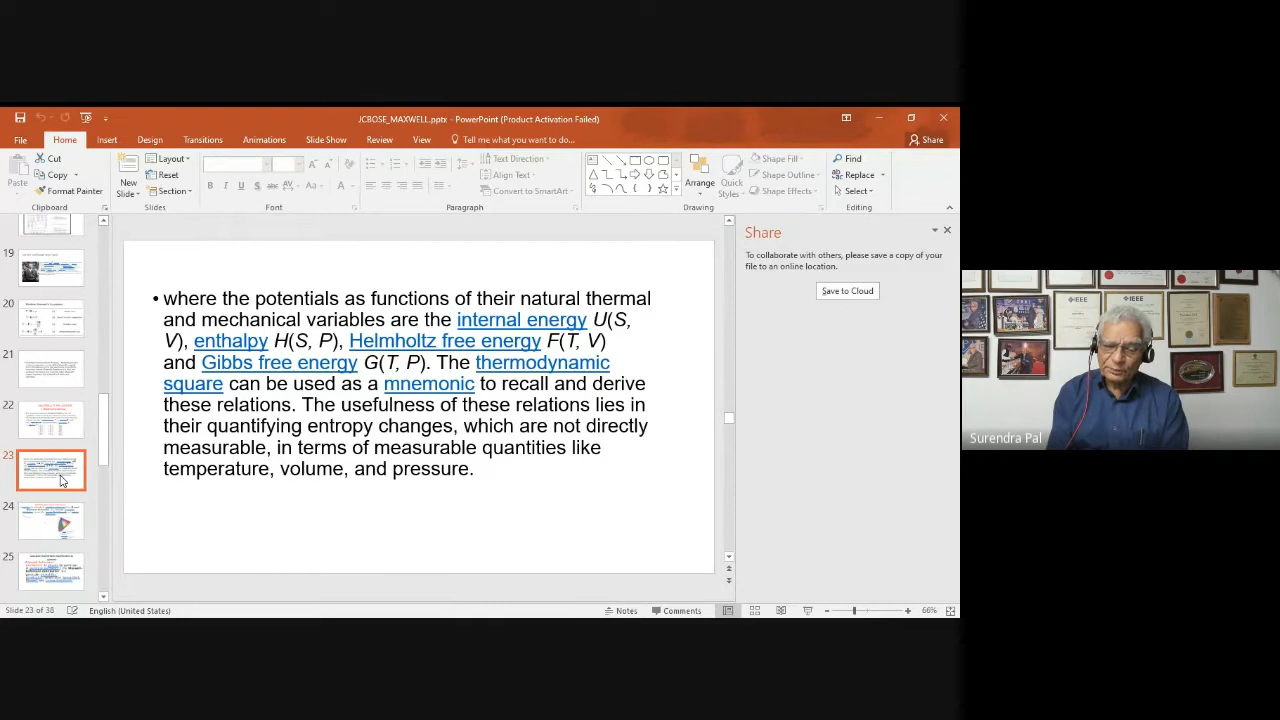 JCBOSE_MAXWELL.pptx - PowerPoint (Product Activation Failed)
File Home Insert Design Transitions Animations Slide Show Review View Tell me what you want to do... Share
Paste
Cut
Copy
Format Painter
Clipboard
New
Slide
Layout
Reset
Section
Slides
B I U S abc AV Aa A
Font
Text Direction
Align Text
Convert to SmartArt
Paragraph
Arrange
Quick
Styles
Shape Fill
Shape Outline
Shape Effects
Drawing
Find
Replace
Select
Editing
19
20
21
22
23
24
25
• where the potentials as functions of their natural thermal
and mechanical variables are the internal energy U(S,
V), enthalpy H(S, P), Helmholtz free energy F(T, V)
and Gibbs free energy G(T, P). The thermodynamic
square can be used as a mnemonic to recall and derive
these relations. The usefulness of these relations lies in
their quantifying entropy changes, which are not directly
measurable, in terms of measurable quantities like
temperature, volume, and pressure.
Share
To collaborate with others, please save a copy of your
file to an online location.
Save to Cloud
IEEE
IEEE
Surendra Pal
Slide 23 of 38 English (United States) Notes Comments 66%